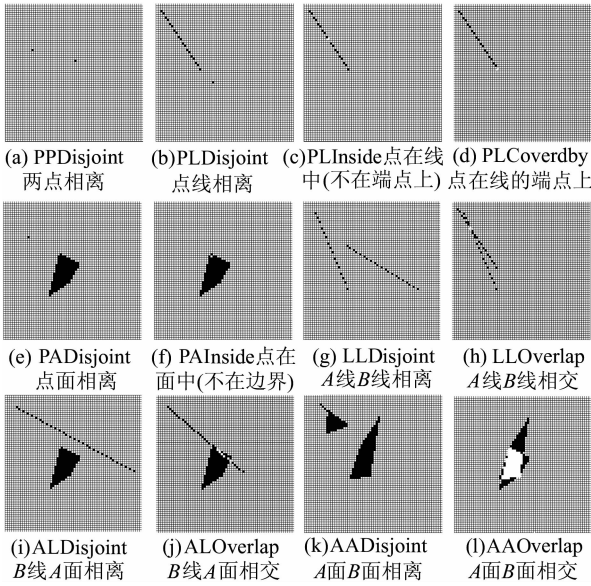 (a) PPDisjoint
两点相离
(b)PLDisjoint
点线相离
(c)PLInside点在线
中(不在端点上)
(d) PLCoverdby
点在线的端点上
(e) PADisjoint
点面相离
(f) PAInside点在
面中(不在边界)
(g) LLDisjoint
A线B线相离
(h) LLOverlap
A线B线相交
(i)ALDisjoint
B线A面相离
(j)ALOverlap
B线A面相交
(k)AADisjoint
A面B面相离
(l)AAOverlap
A面B面相交